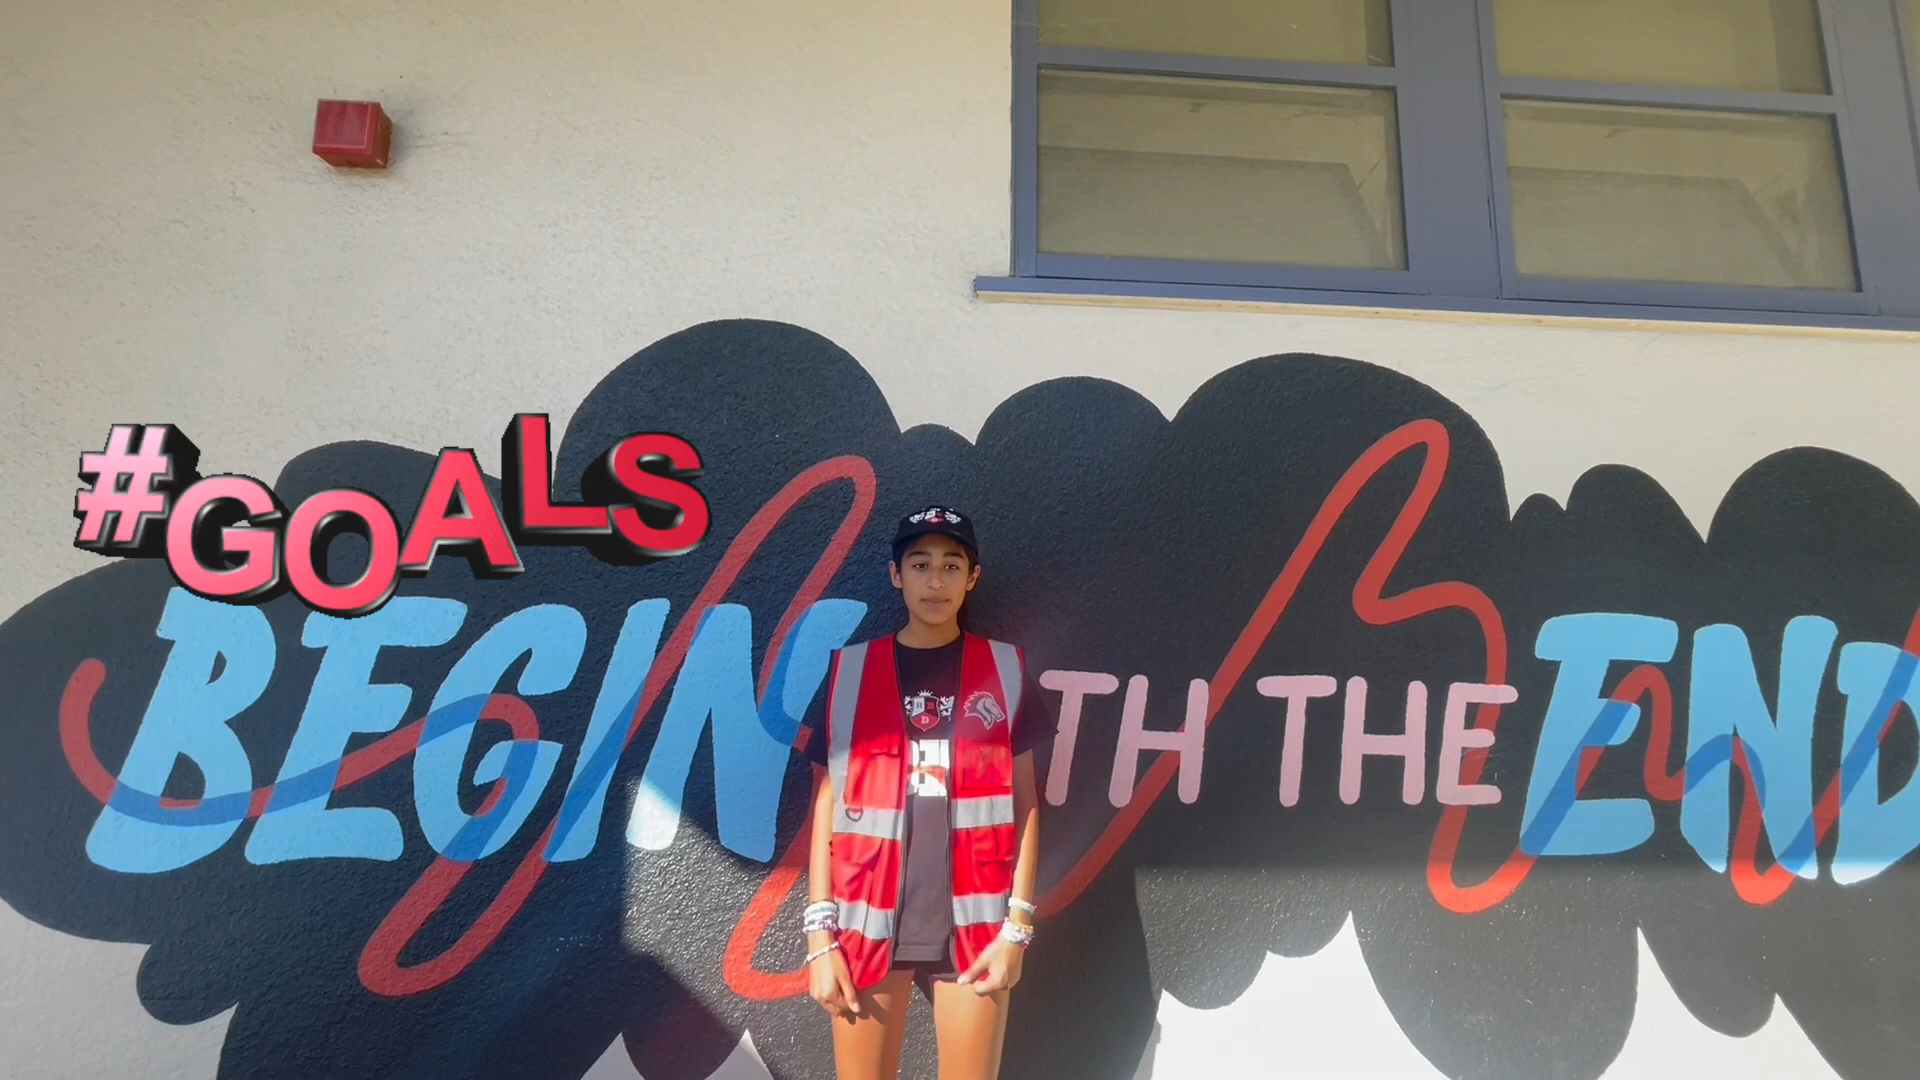 #GOALS
BEGIN TH THE END
R B
D